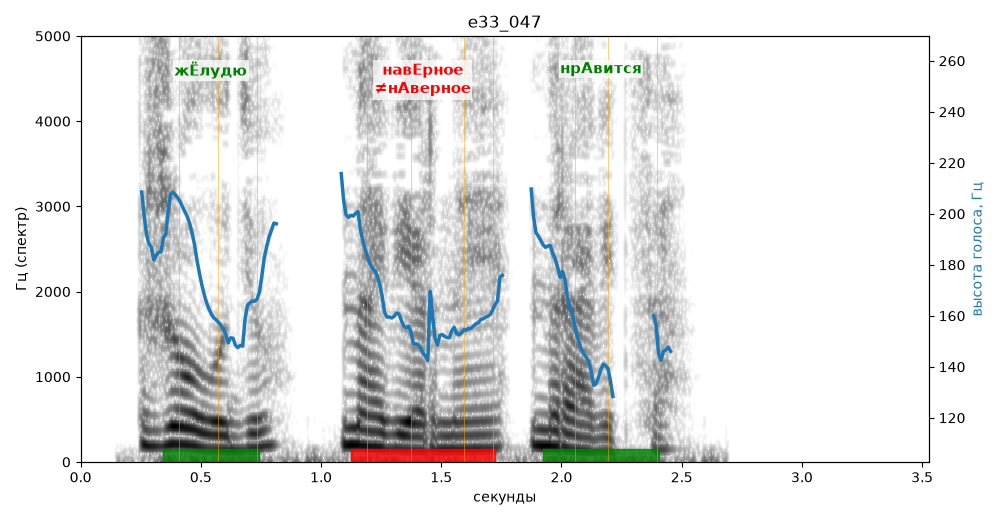 e33_047
5000
4000
3000
2000
1000
0
Гц (спектр)
жЁлудю
навЕрное
≠нАверное
нрАвится
260
240
220
200
180
160
140
120
высота голоса, Гц
0.0 0.5 1.0 1.5 2.0 2.5 3.0 3.5
секунды